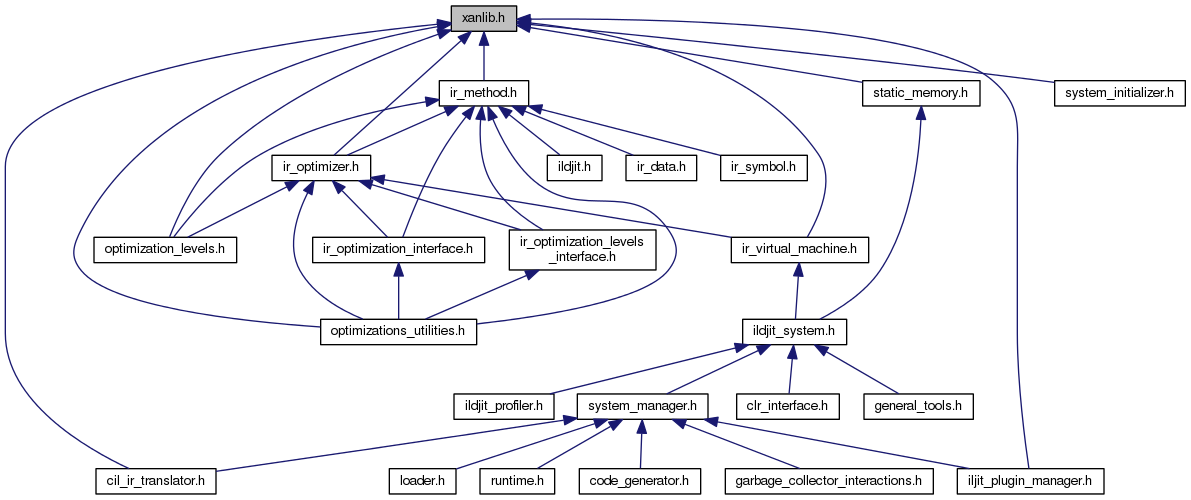 xanlib.h
ir_method.h
static_memory.h
system_initializer.h
ir_optimizer.h
ildjit.h
ir_data.h
ir_symbol.h
optimization_levels.h
ir_optimization_interface.h
ir_optimization_levels
_interface.h
ir_virtual_machine.h
optimizations_utilities.h
ildjit_system.h
ildjit_profiler.h
system_manager.h
clr_interface.h
general_tools.h
cil_ir_translator.h
loader.h
runtime.h
code_generator.h
garbage_collector_interactions.h
iljit_plugin_manager.h